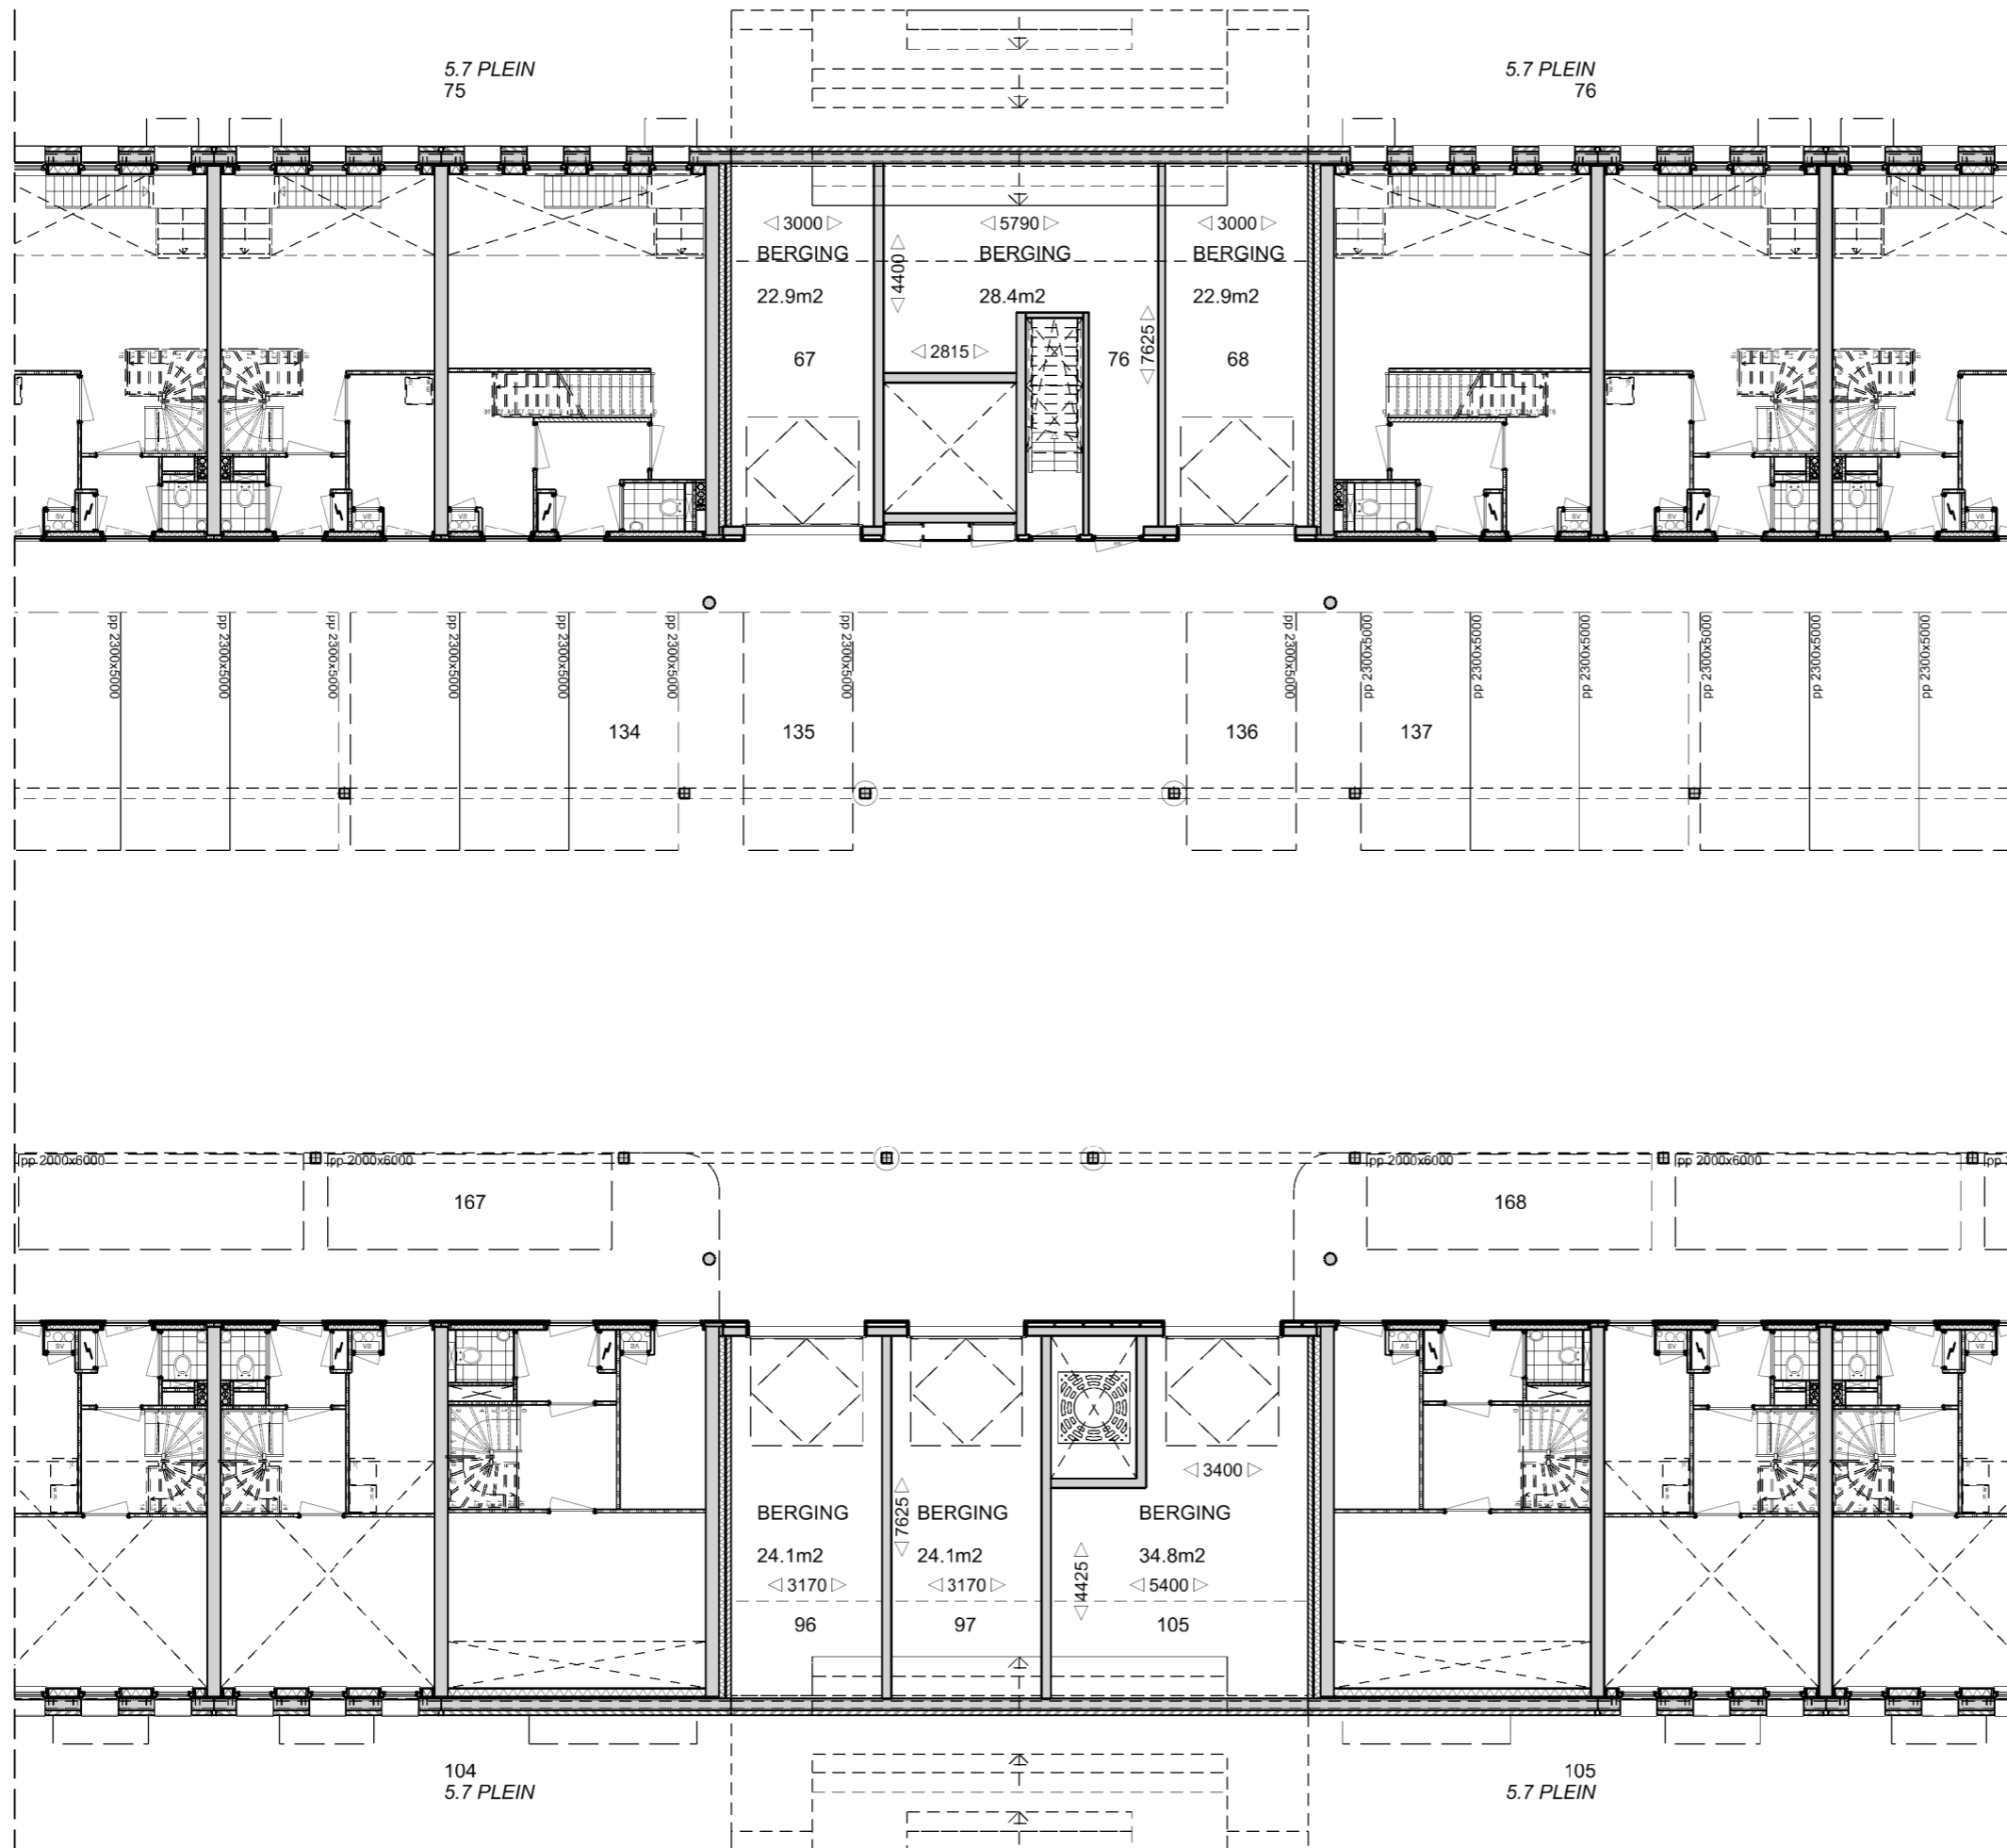 5.7 PLEIN
75
5.7 PLEIN
76
3000
5790
3000
BERGING
BERGING
BERGING
4400
22.9m2
28.4m2
22.9m2
7625
67
2815
76
68
pp 2300x5000
pp 2300x5000
pp 2300x5000
pp 2300x5000
pp 2300x5000
pp 2300x5000
pp 2300x5000
pp 2300x5000
pp 2300x5000
pp 2300x5000
pp 2300x5000
pp 2300x5000
pp 2300x5000
pp 2300x5000
134
135
136
137
pp 2000x6000
pp 2000x6000
pp 2000x6000
pp 2000x6000
167
168
3400
BERGING
BERGING
BERGING
7625
24.1m2
24.1m2
34.8m2
4425
3170
3170
5400
96
97
105
104
5.7 PLEIN
105
5.7 PLEIN